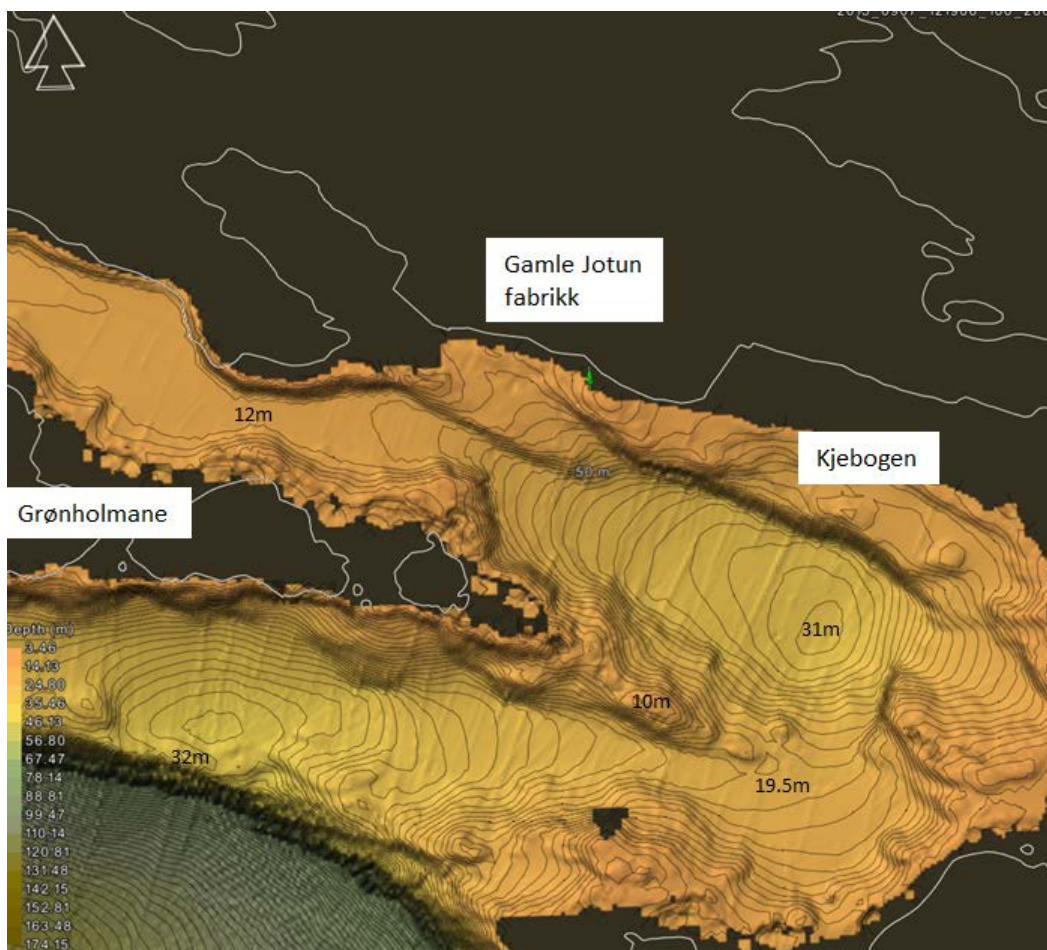 Gamle Jotun
fabrikk
12m
50 m
Kjebogen
Grønholmane
31m
Depth (m)
3.46
14.13
24.80
35.46
46.13
56.80
67.47
78.14
88.81
99.47
110.14
120.81
131.48
142.15
152.81
163.48
174.15
10m
32m
19.5m